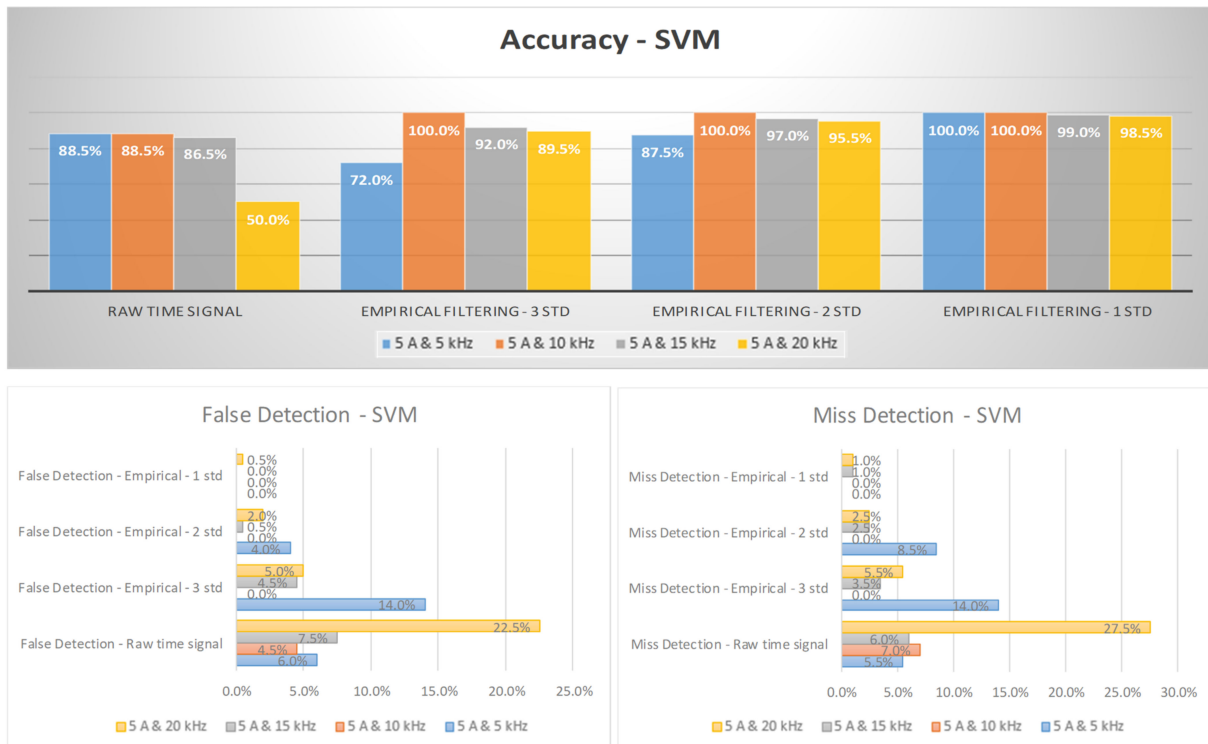 Accuracy - SVM
88.5% 88.5% 86.5% 50.0%
72.0% 100.0% 92.0% 89.5%
87.5% 100.0% 97.0% 95.5%
100.0% 100.0% 99.0% 98.5%
RAW TIME SIGNAL EMPIRICAL FILTERING - 3 STD EMPIRICAL FILTERING - 2 STD EMPIRICAL FILTERING - 1 STD
5 A & 5 kHz 5 A & 10 kHz 5 A & 15 kHz 5 A & 20 kHz
False Detection - SVM
False Detection - Empirical - 1 std
0.5%
0.0%
0.0%
0.0%
False Detection - Empirical - 2 std
2.0%
0.5%
0.0%
4.0%
False Detection - Empirical - 3 std
5.0%
4.5%
0.0%
14.0%
False Detection - Raw time signal
22.5%
7.5%
4.5%
6.0%
0.0% 5.0% 10.0% 15.0% 20.0% 25.0%
5 A & 20 kHz 5 A & 15 kHz 5 A & 10 kHz 5 A & 5 kHz
Miss Detection - SVM
Miss Detection - Empirical - 1 std
1.0%
1.0%
0.0%
0.0%
Miss Detection - Empirical - 2 std
2.5%
2.5%
0.0%
8.5%
Miss Detection - Empirical - 3 std
5.5%
3.5%
0.0%
14.0%
Miss Detection - Raw time signal
27.5%
6.0%
7.0%
5.5%
0.0% 5.0% 10.0% 15.0% 20.0% 25.0% 30.0%
5 A & 20 kHz 5 A & 15 kHz 5 A & 10 kHz 5 A & 5 kHz